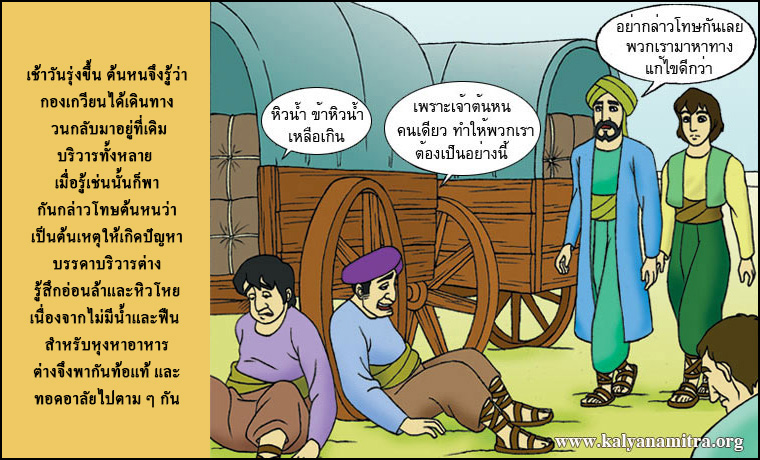 เช้าวันรุ่งขึ้น ต้นหนจึงรู้ว่า
กองเกวียนได้เดินทาง
วนกลับมาอยู่ที่เดิม
บริวารทั้งหลาย
เมื่อรู้เช่นนั้นก็พา
กันกล่าวโทษต้นหนว่า
เป็นต้นเหตุให้เกิดปัญหา
บรรดาบริวารต่าง
รู้สึกอ่อนล้าและหิวโหย
เนื่องจากไม่มีน้ำและฟืน
สำหรับหุงหาอาหาร
ต่างจึงพากันท้อแท้ และ
ทอดอาลัยไปตาม ๆ กัน
หิวน้ำ ข้าหิวน้ำ
เหลือเกิน
เพราะเจ้าต้นหน
คนเดียว ทำให้พวกเรา
ต้องเป็นอย่างนี้
อย่ากล่าวโทษกันเลย
พวกเรามาหาทาง
แก้ไขดีกว่า
www.kalyanamitra.org